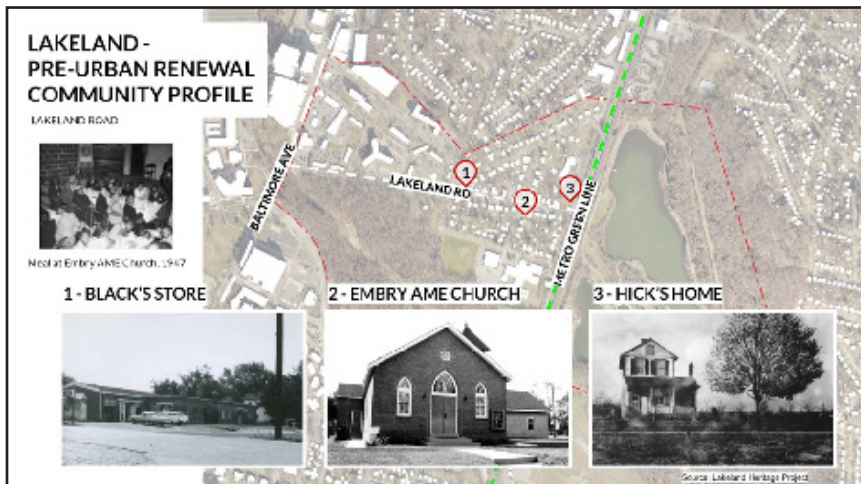 LAKELAND -
PRE-URBAN RENEWAL
COMMUNITY PROFILE
LAKELAND ROAD
Meal at Embry AME Church, 1947
BALTIMORE AVE
LAKELAND RD
METRO GREEN LINE
1
2
3
1 - BLACK'S STORE
2 - EMBRY AME CHURCH
3 - HICK'S HOME
Source: Lakeland Heritage Project